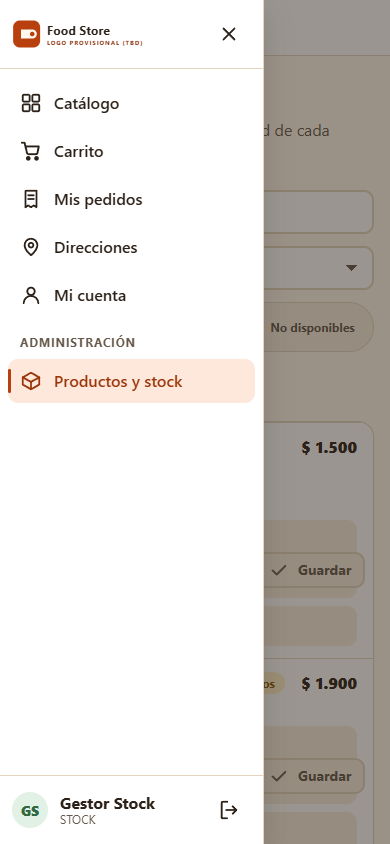 Food Store
LOGO PROVISIONAL (TBD)
Catálogo
Carrito
Mis pedidos
Direcciones
Mi cuenta
ADMINISTRACIÓN
Productos y stock
GS
Gestor Stock
STOCK
de cada
No disponibles
$ 1.500
Guardar
$ 1.900
Guardar